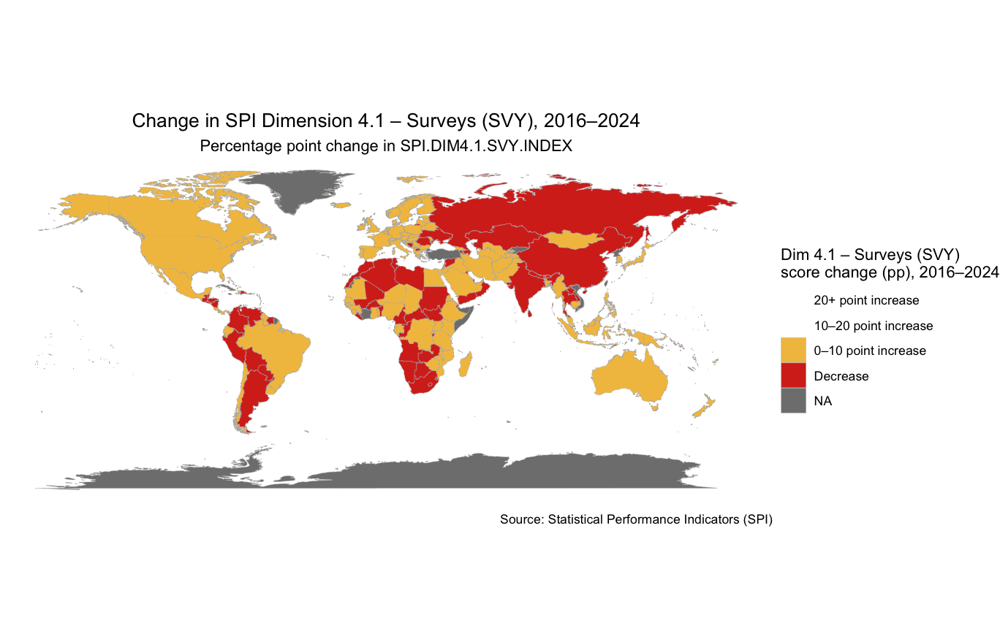 Change in SPI Dimension 4.1 – Surveys (SVY), 2016–2024
Percentage point change in SPI.DIM4.1.SVY.INDEX
Dim 4.1 – Surveys (SVY)
score change (pp), 2016–2024
20+ point increase
10–20 point increase
0–10 point increase
Decrease
NA
Source: Statistical Performance Indicators (SPI)